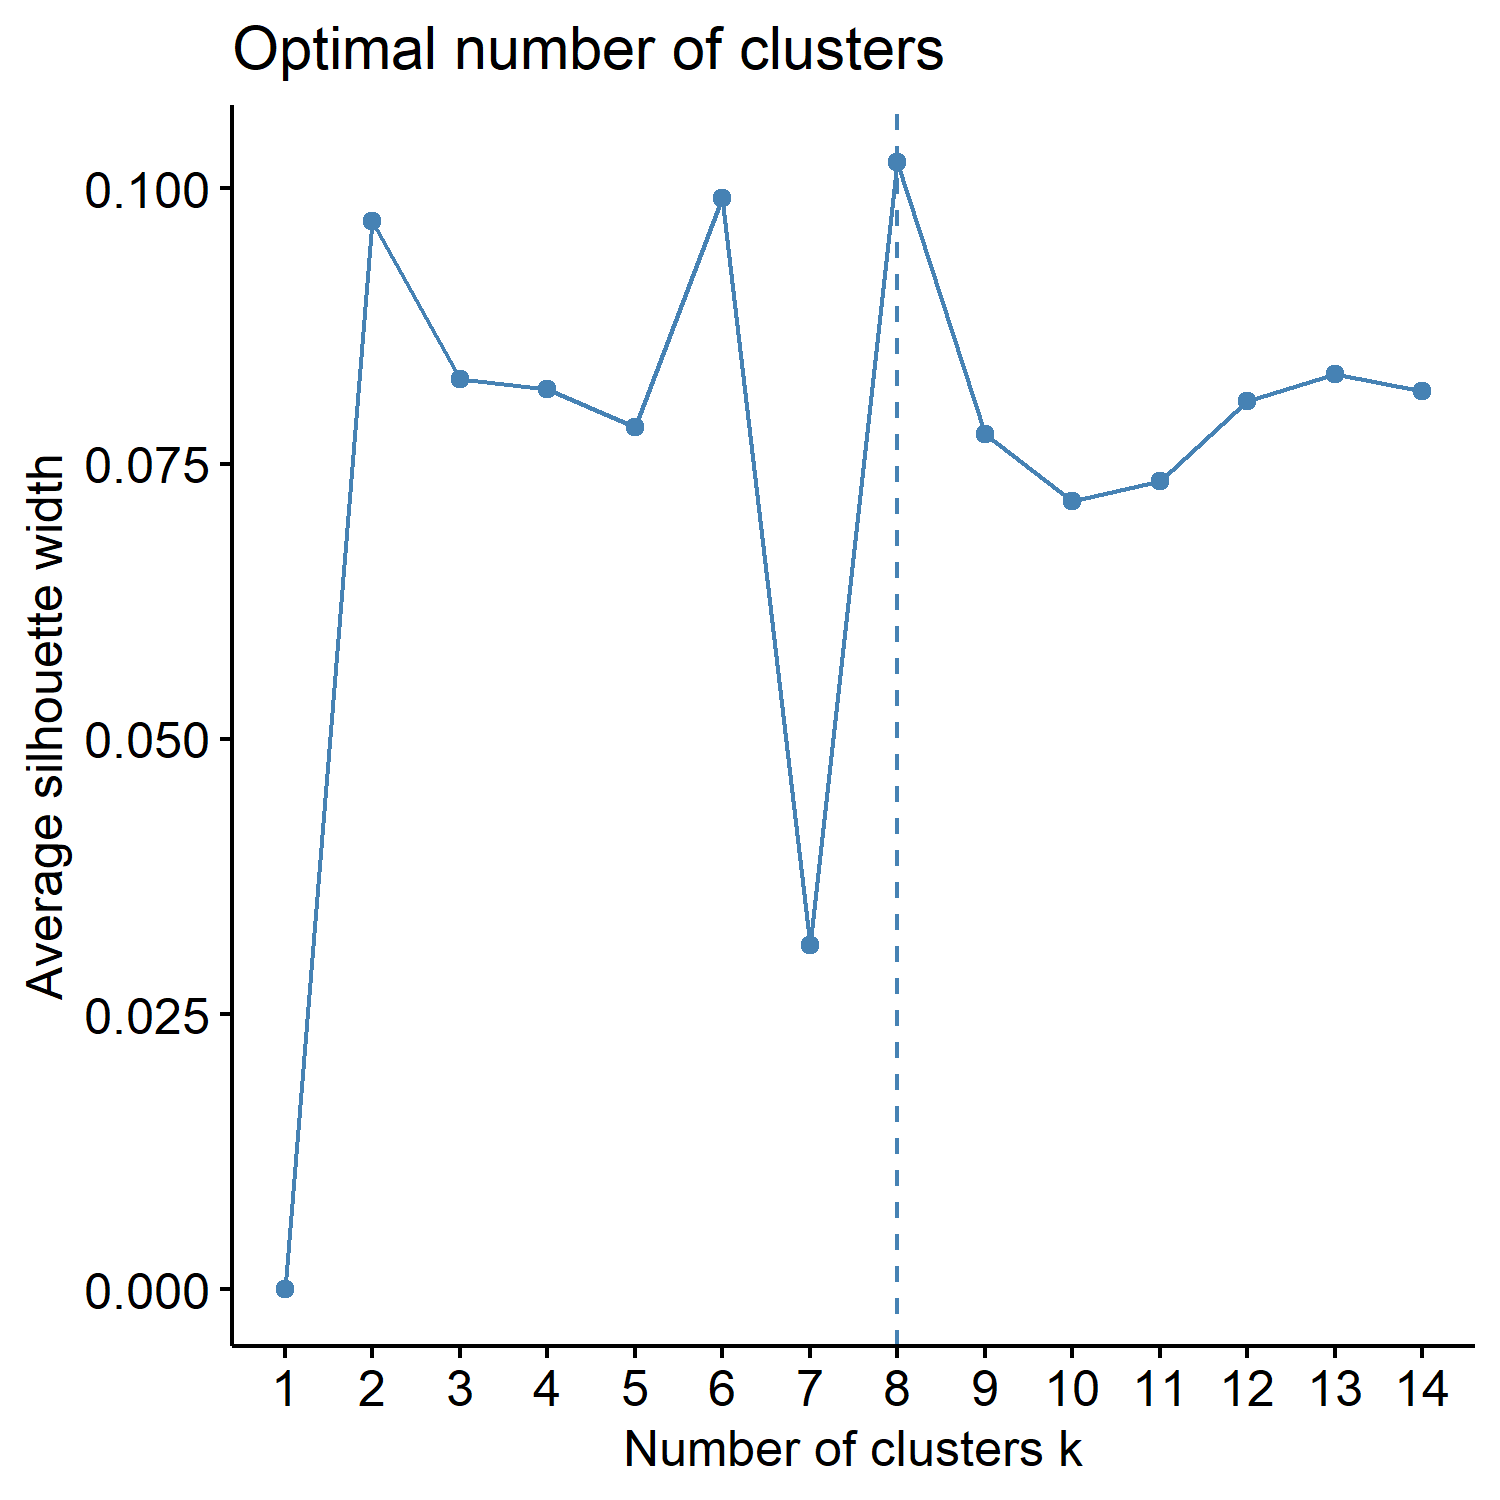 Optimal number of clusters
0.100
0.075
0.050
0.025
0.000
Average silhouette width
1 2 3 4 5 6 7 8 9 10 11 12 13 14
Number of clusters k